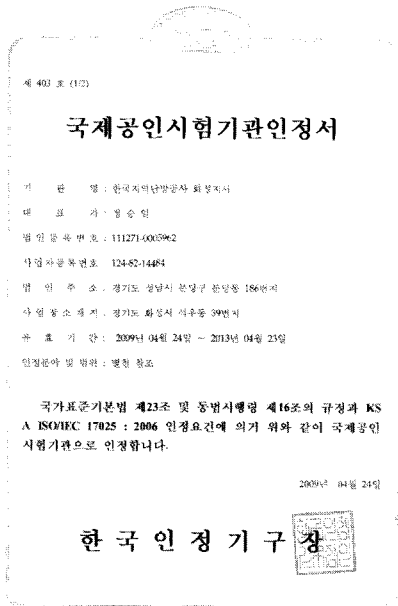 제 403 호 (1/2)
국제공인시험기관인정서
기 관 명 : 한국지역난방공사 화성지사
대 표 자 : 정승일
법인등록번호 : 111271-0005962
사업자등록번호 124-82-14484
법 인 주 소 : 경기도 성남시 분당구 분당동 186번지
사업장소재지 : 경기도 화성시 석우동 39번지
유 효 기 간 : 2009년 04월 24일 ~ 2013년 04월 23일
인정분야 및 범위 : 별첨 참조
국가표준기본법 제23조 및 동법시행령 제16조의 규정과 KS
A ISO/IEC 17025 : 2006 인정요건에 의거 위와 같이 국제공인
시험기관으로 인정합니다.
2009년 04월 24일
한국인정기구장